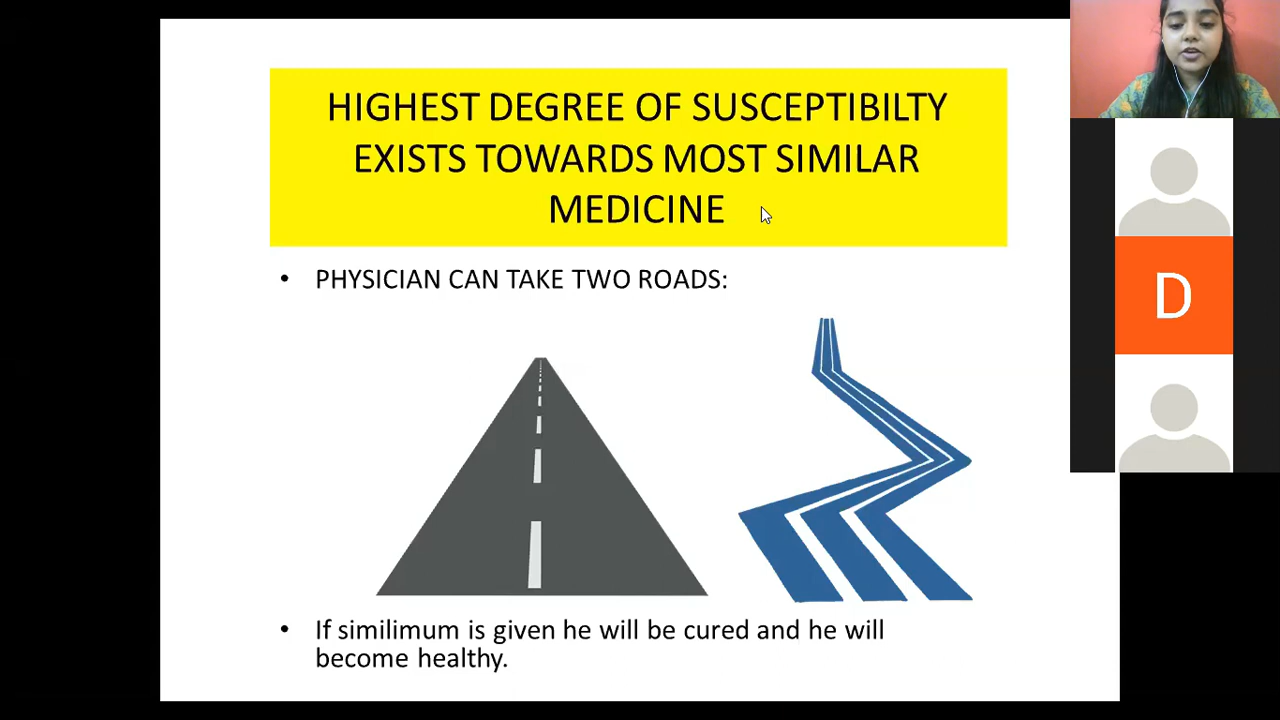 HIGHEST DEGREE OF SUSCEPTIBILTY
EXISTS TOWARDS MOST SIMILAR
MEDICINE
• PHYSICIAN CAN TAKE TWO ROADS:
• If similimum is given he will be cured and he will
become healthy.
D